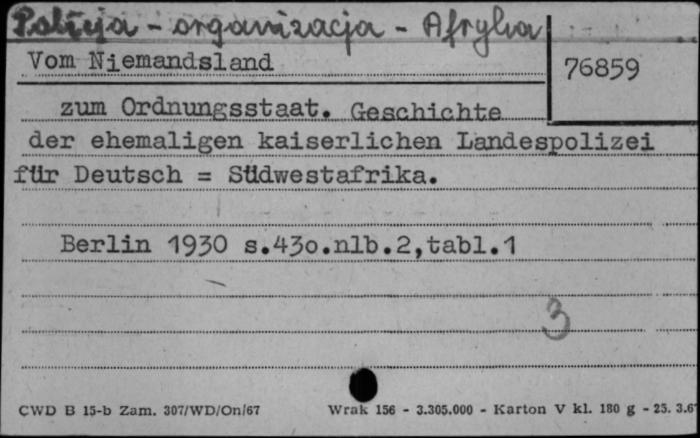 Policja - organizacja - Afryka
Vom Niemandsland
76859
zum Ordnungsstaat. Geschichte
der ehemaligen kaiserlichen Landespolizei
für Deutsch = Südwestafrika.
Berlin 1930 s.43o.nlb.2,tabl.1
3
CWD B 15-b Zam. 307/WD/On/67
Wrak 156 - 3.305.000 - Karton V kl. 180 g - 25. 3.67